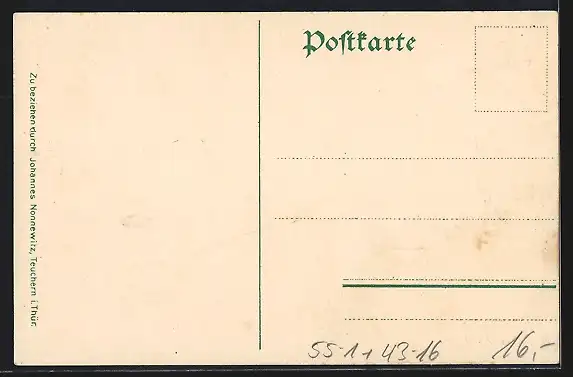 Postkarte
Zu beziehen durch Johannes Nonnewitz, Teuchern i. Thür.
55-1+43-16
16,-